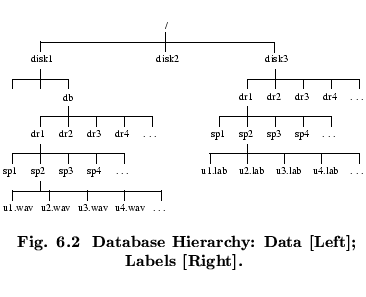 /
disk1 disk2 disk3
db dr1 dr2 dr3 dr4 ...
dr1 dr2 dr3 dr4 ... sp1 sp2 sp3 sp4 ...
sp1 sp2 sp3 sp4 ... u1.lab u2.lab u3.lab u4.lab ...
u1.wav u2.wav u3.wav u4.wav ...
Fig. 6.2 Database Hierarchy: Data [Left];
Labels [Right].